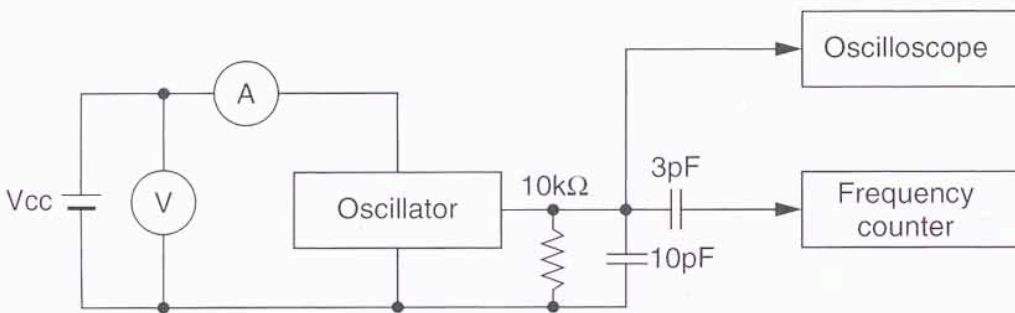 Oscilloscope
A
3pF
10kΩ
Vcc
V
Oscillator
Frequency
counter
10pF